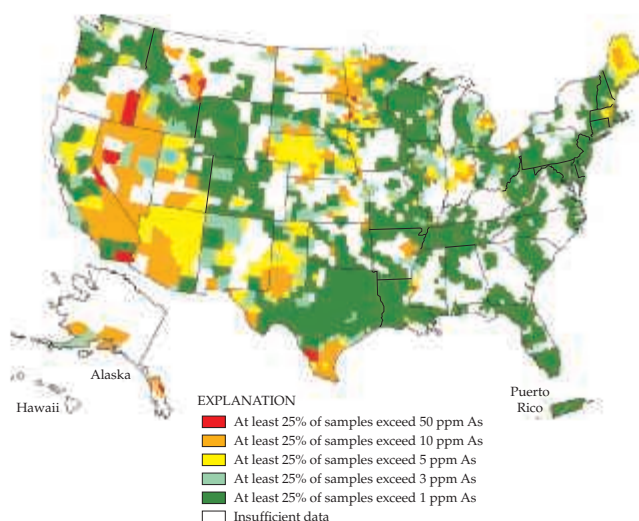 Alaska
Hawaii
Puerto
Rico
EXPLANATION
At least 25% of samples exceed 50 ppm As
At least 25% of samples exceed 10 ppm As
At least 25% of samples exceed 5 ppm As
At least 25% of samples exceed 3 ppm As
At least 25% of samples exceed 1 ppm As
Insufficient data